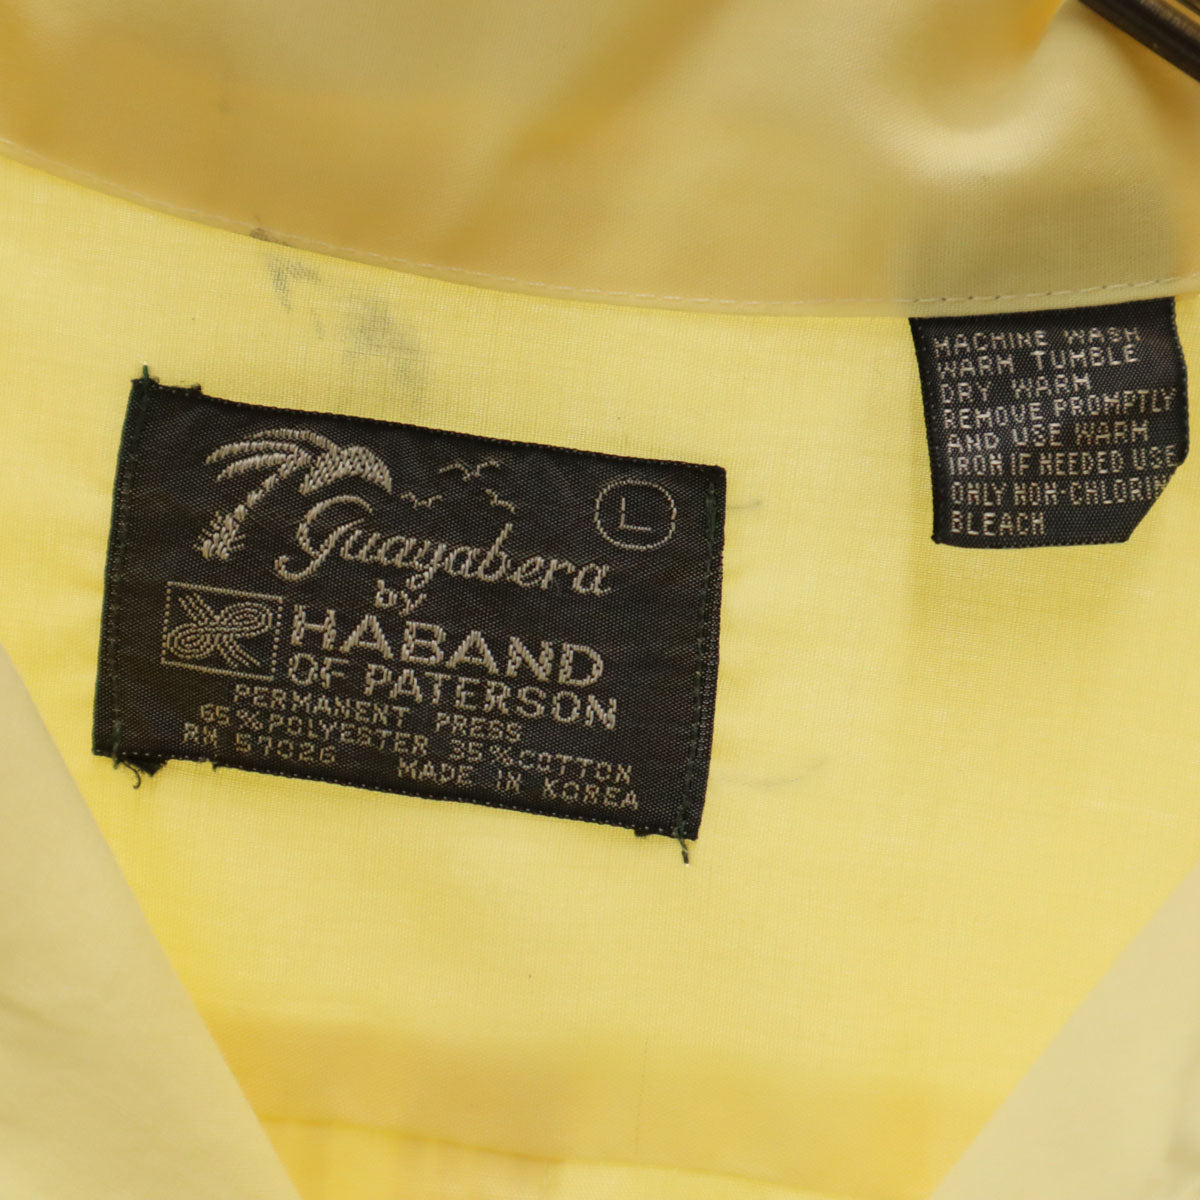 Guayabera
L
by
HABAND
OF PATERSON
PERMANENT PRESS
65% POLYESTER 35% COTTON
RN 57026 MADE IN KOREA
MACHINE WASH
WARM TUMBLE
DRY WARM
REMOVE PROMPTLY
AND USE WARM
IRON IF NEEDED USE
ONLY NON-CHLORIN
BLEACH